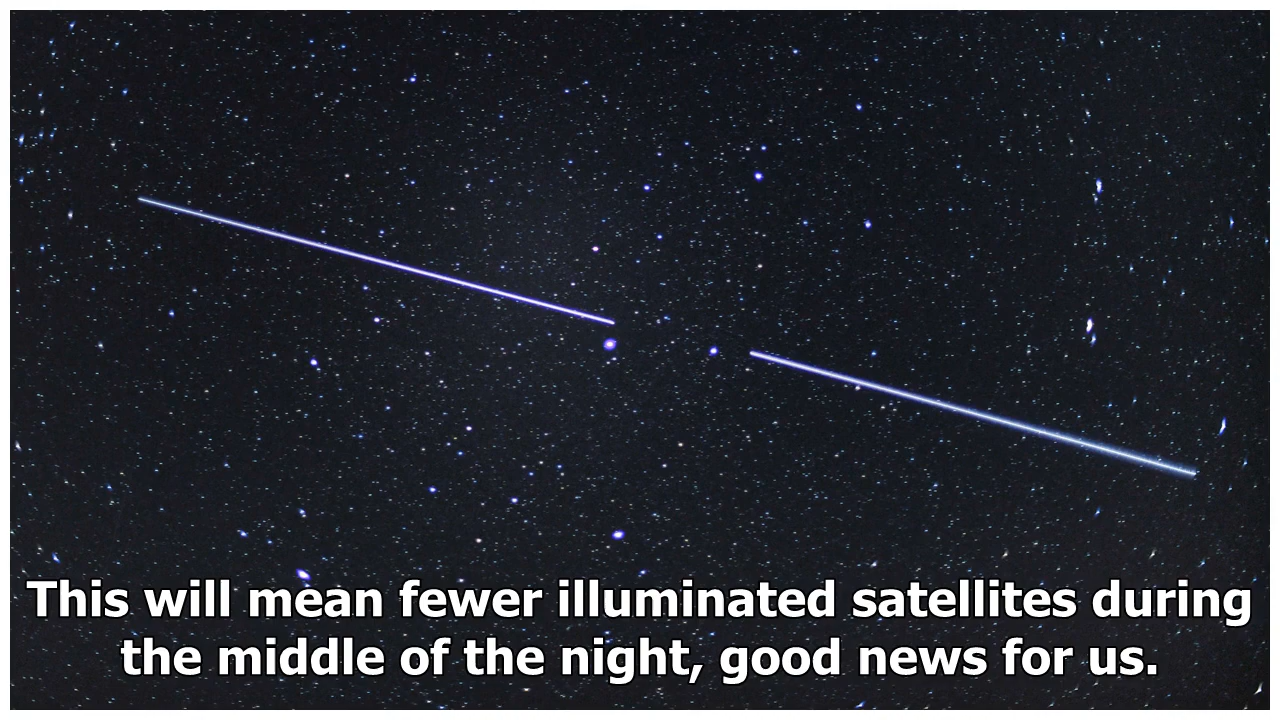 This will mean fewer illuminated satellites during
the middle of the night, good news for us.